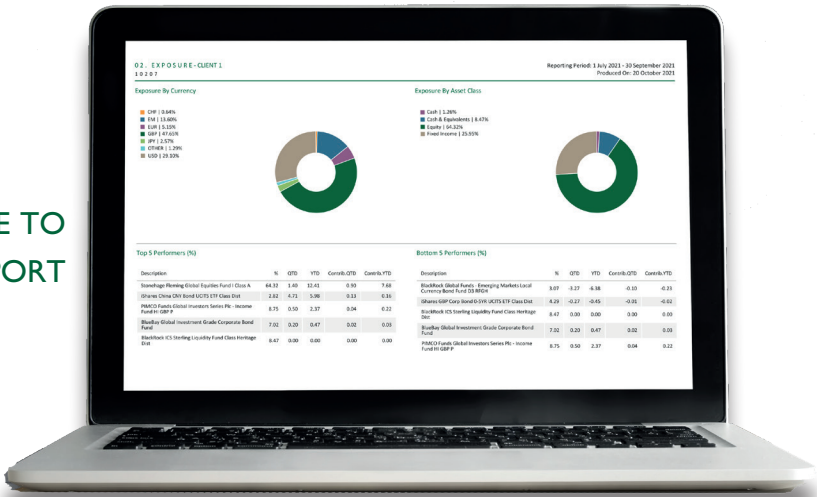 E TO
PORT
02. EXPOSURE - CLIENT 1
10207
Reporting Period: 1 July 2021 - 30 September 2021
Produced On: 20 October 2021
Exposure By Currency
CHF | 0.64%
EM | 13.60%
EUR | 5.15%
GBP | 47.65%
JPY | 2.57%
OTHER | 1.29%
USD | 29.10%
Exposure By Asset Class
Cash | 1.26%
Cash & Equivalents | 8.47%
Equity | 64.32%
Fixed Income | 25.95%
Top 5 Performers (%)
Description % QTD YTD Contrib.QTD Contrib.YTD
Stonehage Fleming Global Equities Fund I Class A 64.32 1.40 12.41 0.93 7.68
iShares China CNY Bond UCITS ETF Class Dist 2.82 4.71 5.98 0.13 0.16
PIMCO Funds Global Investors Series Plc - Income
Fund HI GBP P 8.75 0.50 2.37 0.04 0.22
BlueBay Global Investment Grade Corporate Bond
Fund 7.02 0.20 0.47 0.02 0.03
BlackRock ICS Sterling Liquidity Fund Class Heritage
Dist 8.47 0.00 0.00 0.00 0.00
Bottom 5 Performers (%)
Description % QTD YTD Contrib.QTD Contrib.YTD
BlackRock Global Funds - Emerging Markets Local
Currency Bond Fund D3 RFGH 3.07 -3.27 -6.38 -0.10 -0.23
iShares GBP Corp Bond 0-5YR UCITS ETF Class Dist 4.29 -0.27 -0.45 -0.01 -0.02
BlackRock ICS Sterling Liquidity Fund Class Heritage
Dist 8.47 0.00 0.00 0.00 0.00
BlueBay Global Investment Grade Corporate Bond
Fund 7.02 0.20 0.47 0.02 0.03
PIMCO Funds Global Investors Series Plc - Income
Fund HI GBP P 8.75 0.50 2.37 0.04 0.22